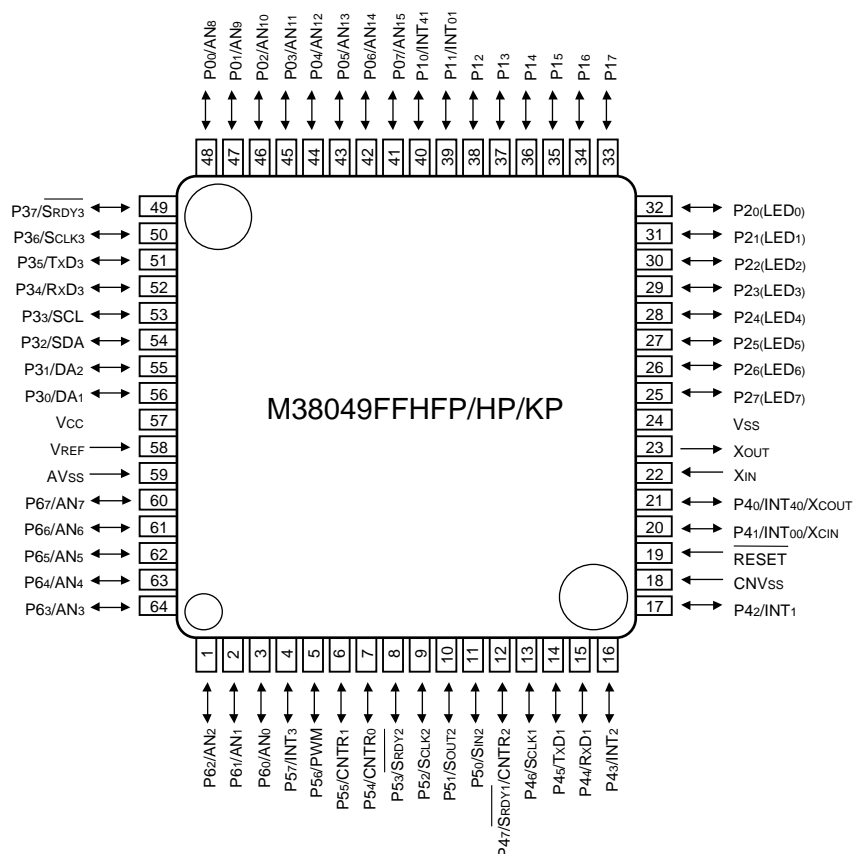 P00/AN8
P01/AN9
P02/AN10
P03/AN11
P04/AN12
P05/AN13
P06/AN14
P07/AN15
P10/INT41
P11/INT01
P12
P13
P14
P15
P16
P17
48
47
46
45
44
43
42
41
40
39
38
37
36
35
34
33
P37/SRDY3 49
P36/SCLK3 50
P35/TXD3 51
P34/RXD3 52
P33/SCL 53
P32/SDA 54
P31/DA2 55
P30/DA1 56
VCC 57
VREF 58
AVSS 59
P67/AN7 60
P66/AN6 61
P65/AN5 62
P64/AN4 63
P63/AN3 64
M38049FFHFP/HP/KP
32 P20(LED0)
31 P21(LED1)
30 P22(LED2)
29 P23(LED3)
28 P24(LED4)
27 P25(LED5)
26 P26(LED6)
25 P27(LED7)
24 VSS
23 XOUT
22 XIN
21 P40/INT40/XCOUT
20 P41/INT00/XCIN
19 RESET
18 CNVSS
17 P42/INT1
1
2
3
4
5
6
7
8
9
10
11
12
13
14
15
16
P62/AN2
P61/AN1
P60/AN0
P57/INT3
P56/PWM
P55/CNTR1
P54/CNTR0
P53/SRDY2
P52/SCLK2
P51/SOUT2
P50/SIN2
P47/SRDY1/CNTR2
P46/SCLK1
P45/TXD1
P44/RXD1
P43/INT2